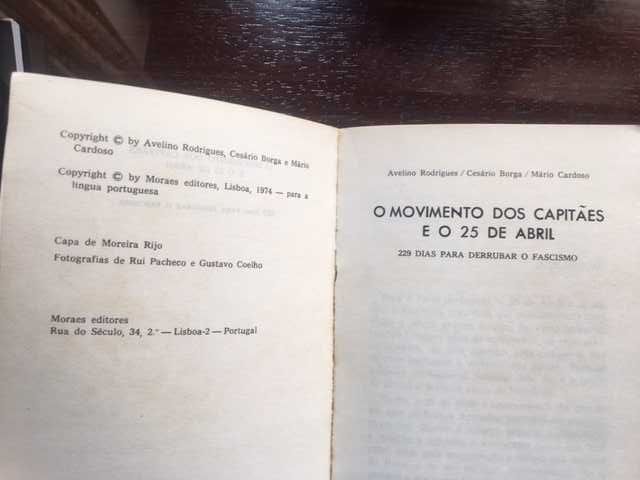 Copyright © by Avelino Rodrigues, Cesário Borga e Mário
Cardoso
Copyright © by Moraes editores, Lisboa, 1974 — para a
língua portuguesa
Capa de Moreira Rijo
Fotografias de Rui Pacheco e Gustavo Coelho
Moraes editores
Rua do Século, 34, 2.º — Lisboa-2 — Portugal
Avelino Rodrigues / Cesário Borga / Mário Cardoso
O MOVIMENTO DOS CAPITÃES
E O 25 DE ABRIL
229 DIAS PARA DERRUBAR O FASCISMO